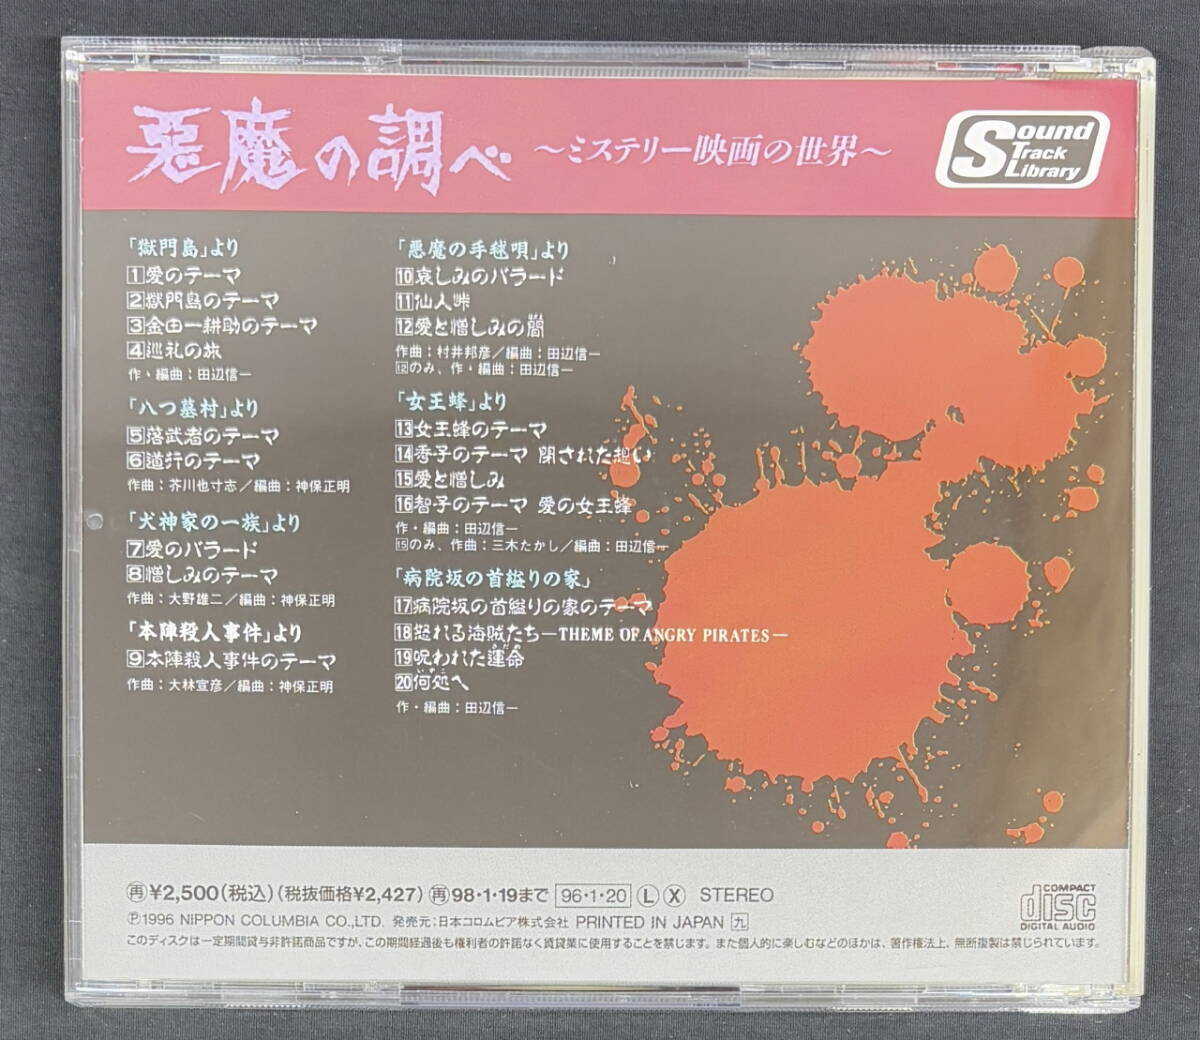 悪魔の調べ ～ミステリー映画の世界～
Sound Track Library
「獄門島」より
1愛のテーマ
2獄門島のテーマ
3金田一耕助のテーマ
4巡礼の旅
作・編曲：田辺信一
「八つ墓村」より
5落武者のテーマ
6道行のテーマ
作曲：芥川也寸志／編曲：神保正明
「犬神家の一族」より
7愛のバラード
8憎しみのテーマ
作曲：大野雄二／編曲：神保正明
「本陣殺人事件」より
9本陣殺人事件のテーマ
作曲：大林宣彦／編曲：神保正明
「悪魔の手毬唄」より
10哀しみのバラード
11仙人峠
12愛と憎しみの間
作曲：村井邦彦／編曲：田辺信一
12のみ、作・編曲：田辺信一
「女王蜂」より
13女王蜂のテーマ
14秀子のテーマ 閉された想い
15愛と憎しみ
16智子のテーマ 愛の女王蜂
作・編曲：田辺信一
15のみ、作曲：三木たかし／編曲：田辺信一
「病院坂の首縊りの家」
17病院坂の首縊りの家のテーマ
18怒れる海賊たち—THEME OF ANGRY PIRATES—
19呪われた運命
20何処へ
作・編曲：田辺信一
再¥2,500(税込)(税抜価格¥2,427)再98・1・19まで 96・1・20 L X STEREO
Ⓟ1996 NIPPON COLUMBIA CO.,LTD. 発売元：日本コロムビア株式会社 PRINTED IN JAPAN 九
このディスクは一定期間貸与非許諾商品ですが、この期間経過後も権利者の許諾なく賃貸業に使用することを禁じます。また個人的に楽しむなどのほかは、著作権法上、無断複製は禁じられています。
COMPACT disc DIGITAL AUDIO